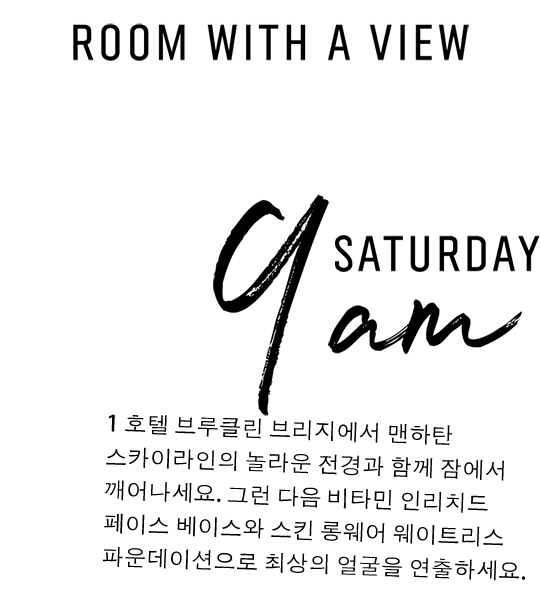 ROOM WITH A VIEW
SATURDAY
9am
1 호텔 브루클린 브리지에서 맨하탄
스카이라인의 놀라운 전경과 함께 잠에서
깨어나세요. 그런 다음 비타민 인리치드
페이스 베이스와 스킨 롱웨어 웨이트리스
파운데이션으로 최상의 얼굴을 연출하세요.